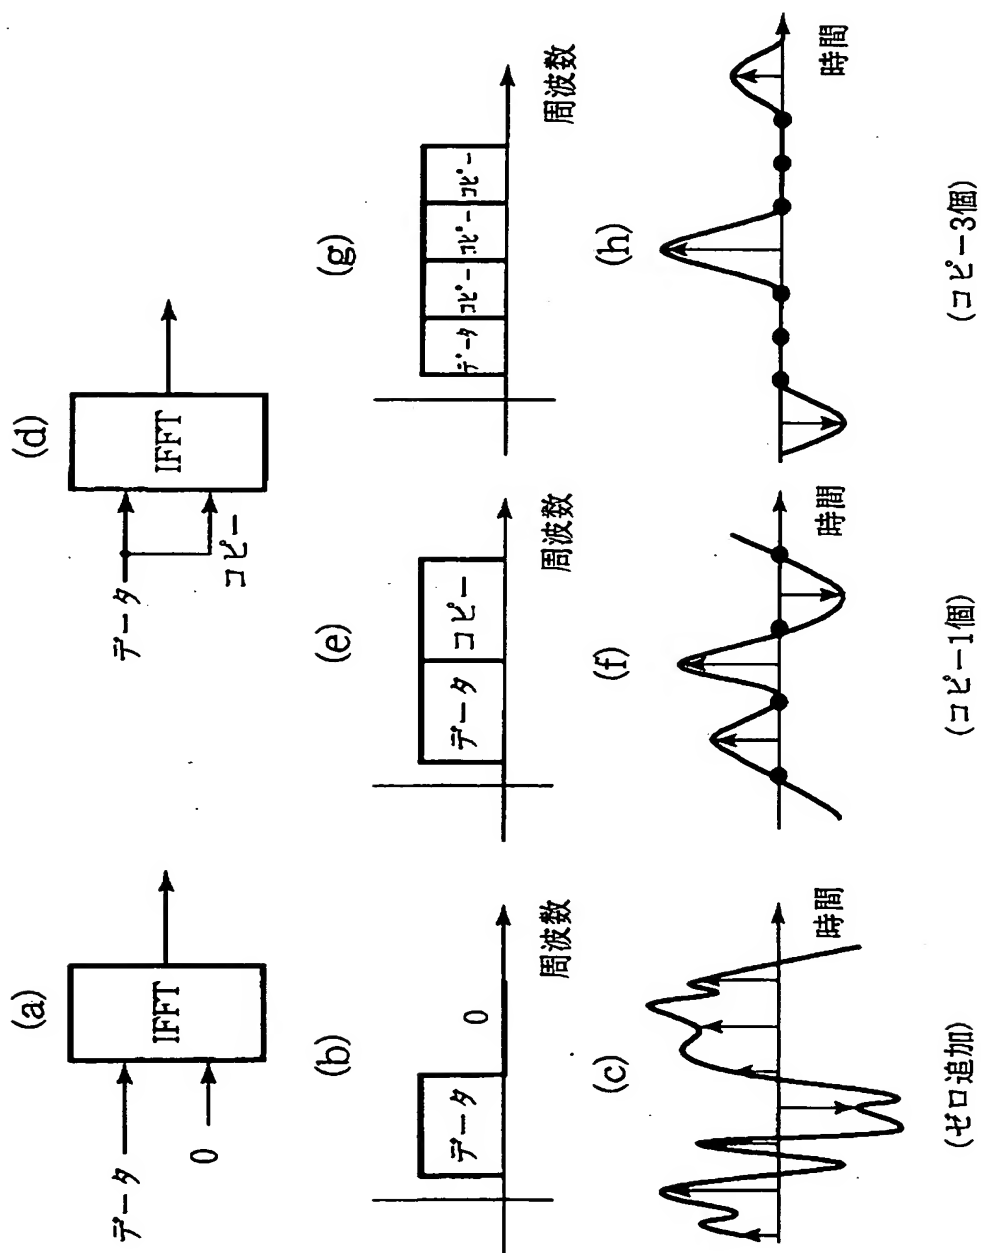 (a)
データ
0
IFFT
(d)
データ
コピー
IFFT
(b)
データ
0
周波数
(e)
データ
コピー
周波数
(g)
データ
コピー
コピー
コピー
周波数
(c)
時間
(f)
時間
(h)
時間
(ゼロ追加)
(コピー1個)
(コピー3個)